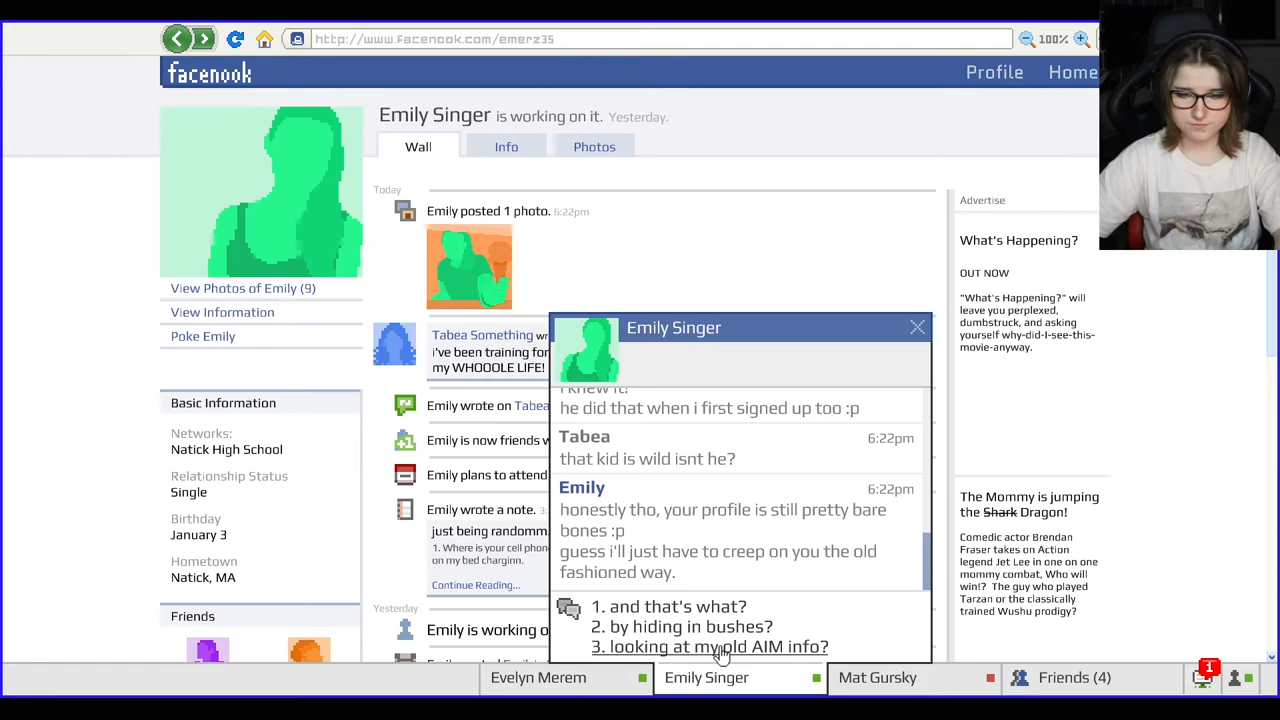 http://www.facenook.com/emerz35
100%
facenook
Profile
Home
Emily Singer is working on it. Yesterday.
Wall
Info
Photos
Today
Emily posted 1 photo. 6:22pm
View Photos of Emily (9)
View Information
Poke Emily
Tabea Something
i've been training for
my WHOOOLE LIFE!
Emily wrote on Tabea
Emily is now friends
Emily plans to attend
Emily wrote a note.
just being randomm.
1. Where is your cell phone
on my bed charginn.
Continue Reading...
Yesterday
Emily is working
Basic Information
Networks:
Natick High School
Relationship Status
Single
Birthday
January 3
Hometown
Natick, MA
Friends
Emily Singer
i knew it!
he did that when i first signed up too :p
Tabea 6:22pm
that kid is wild isnt he?
Emily 6:22pm
honestly tho, your profile is still pretty bare
bones :p
guess i'll just have to creep on you the old
fashioned way.
1. and that's what?
2. by hiding in bushes?
3. looking at my old AIM info?
Advertise
What's Happening?
OUT NOW
"What's Happening?" will
leave you perplexed,
dumbstruck, and asking
yourself why-did-I-see-this-
movie-anyway.
The Mommy is jumping
the Shark Dragon!
Comedic actor Brendan
Fraser takes on Action
legend Jet Lee in one on one
mommy combat, Who will
win!? The guy who played
Tarzan or the classically
trained Wushu prodigy?
Evelyn Merem
Emily Singer
Mat Gursky
Friends (4)
1